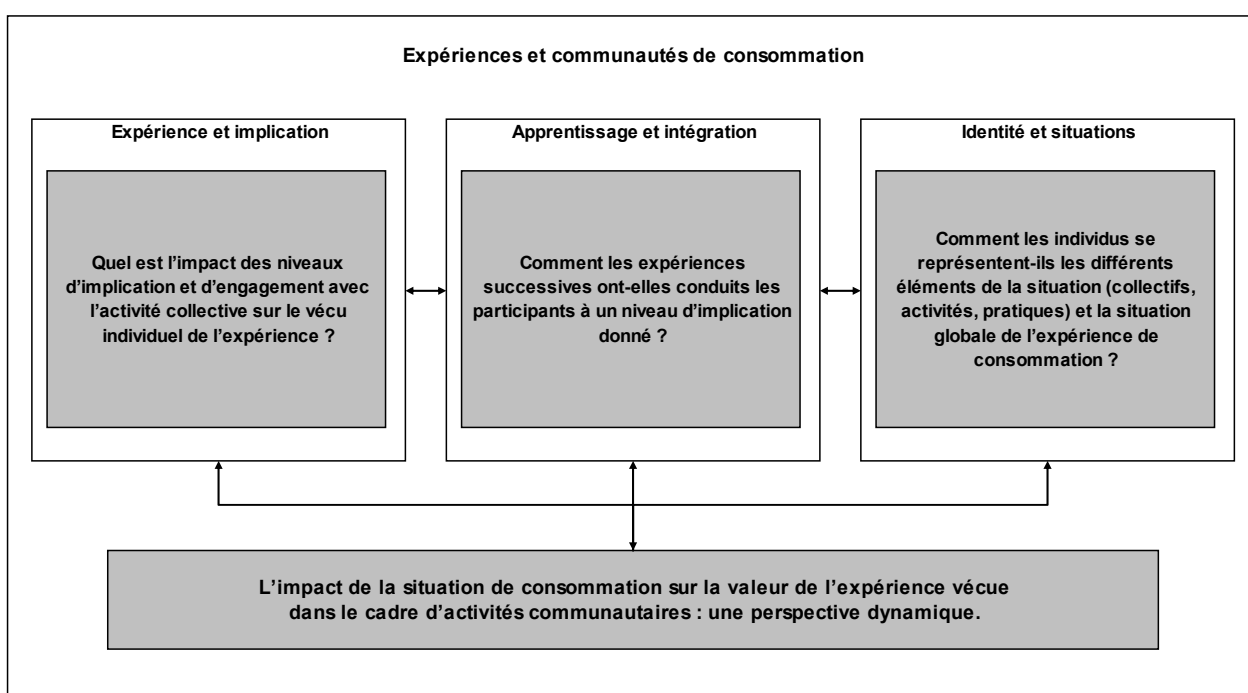 Expériences et communautés de consommation
Expérience et implication
Quel est l’impact des niveaux
d’implication et d’engagement avec
l’activité collective sur le vécu
individuel de l’expérience ?
Apprentissage et intégration
Comment les expériences
successives ont-elles conduits les
participants à un niveau d’implication
donné ?
Identité et situations
Comment les individus se
représentent-ils les différents
éléments de la situation (collectifs,
activités, pratiques) et la situation
globale de l’expérience de
consommation ?
L’impact de la situation de consommation sur la valeur de l’expérience vécue
dans le cadre d’activités communautaires : une perspective dynamique.